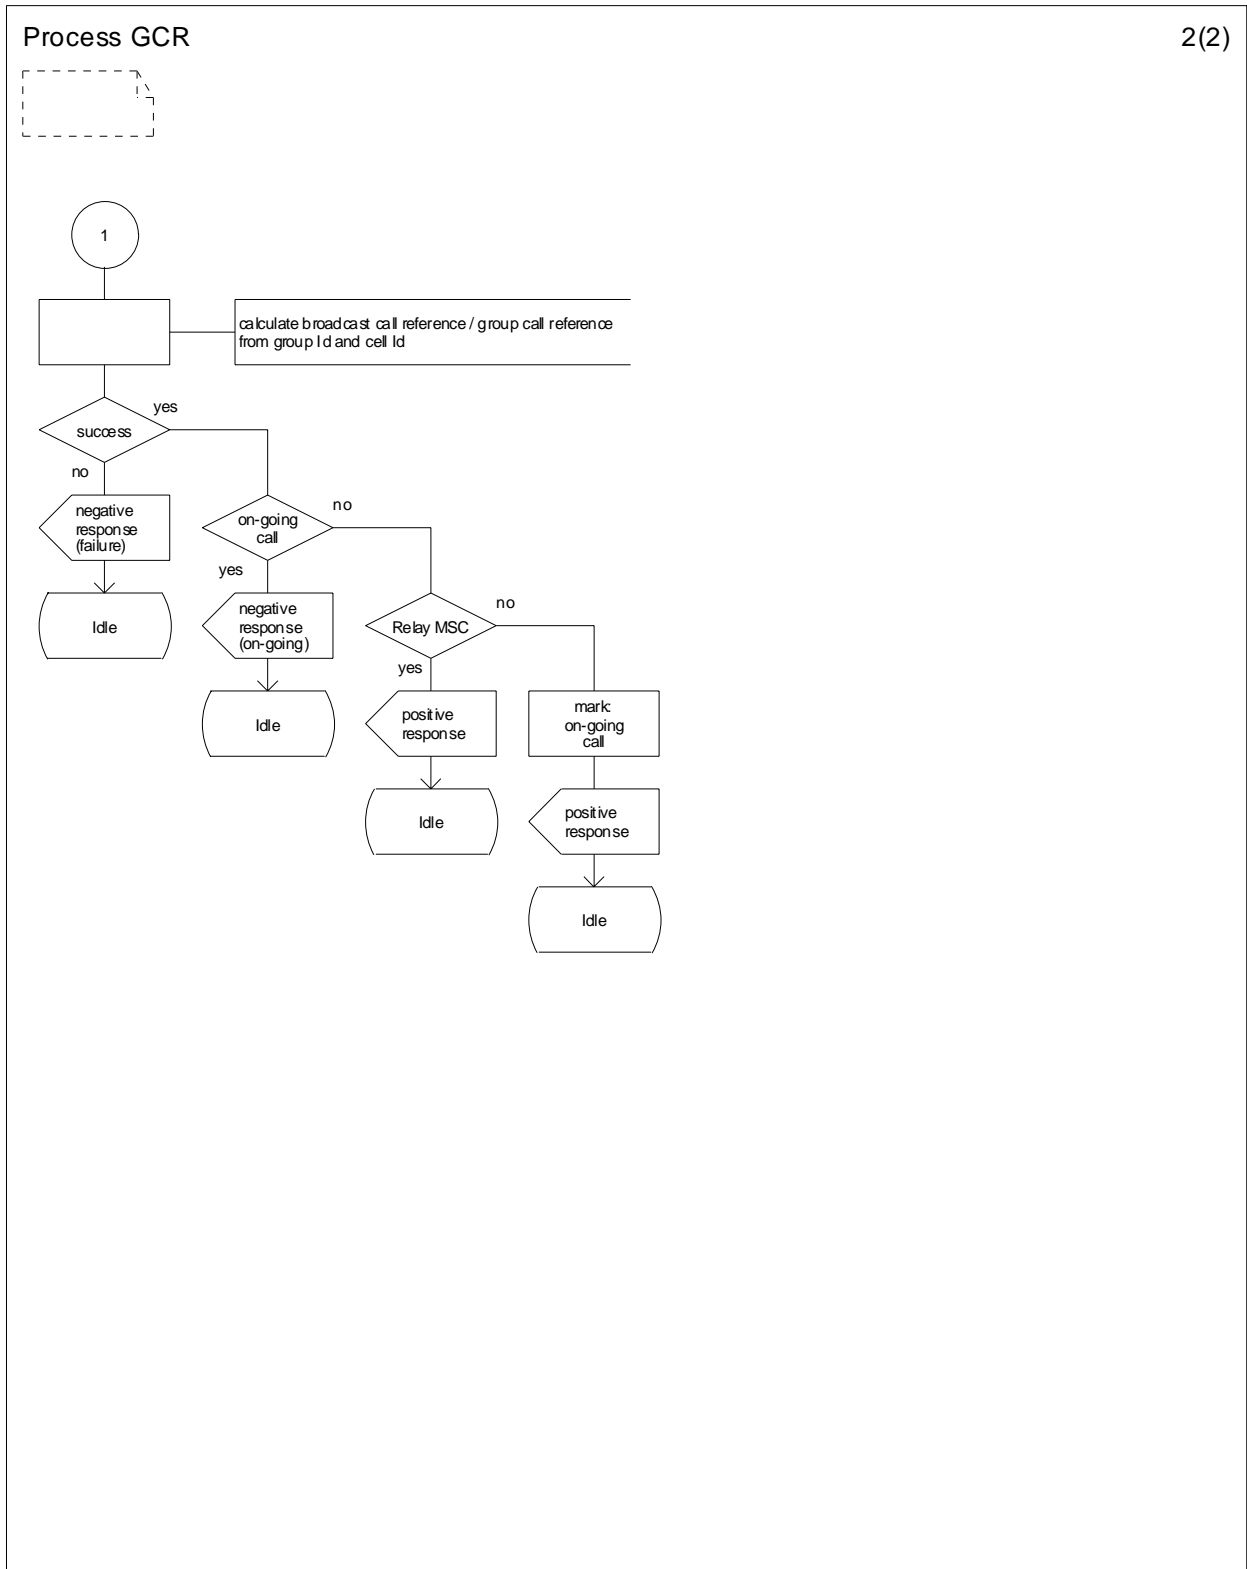 Process GCR
2(2)
1
calculate broadcast call reference / group call reference
from group Id and cell Id
yes
success
no
negative
response
(failure)
Idle
no
on-going
call
yes
negative
response
(on-going)
Idle
no
Relay MSC
yes
positive
response
Idle
mark:
on-going
call
positive
response
Idle